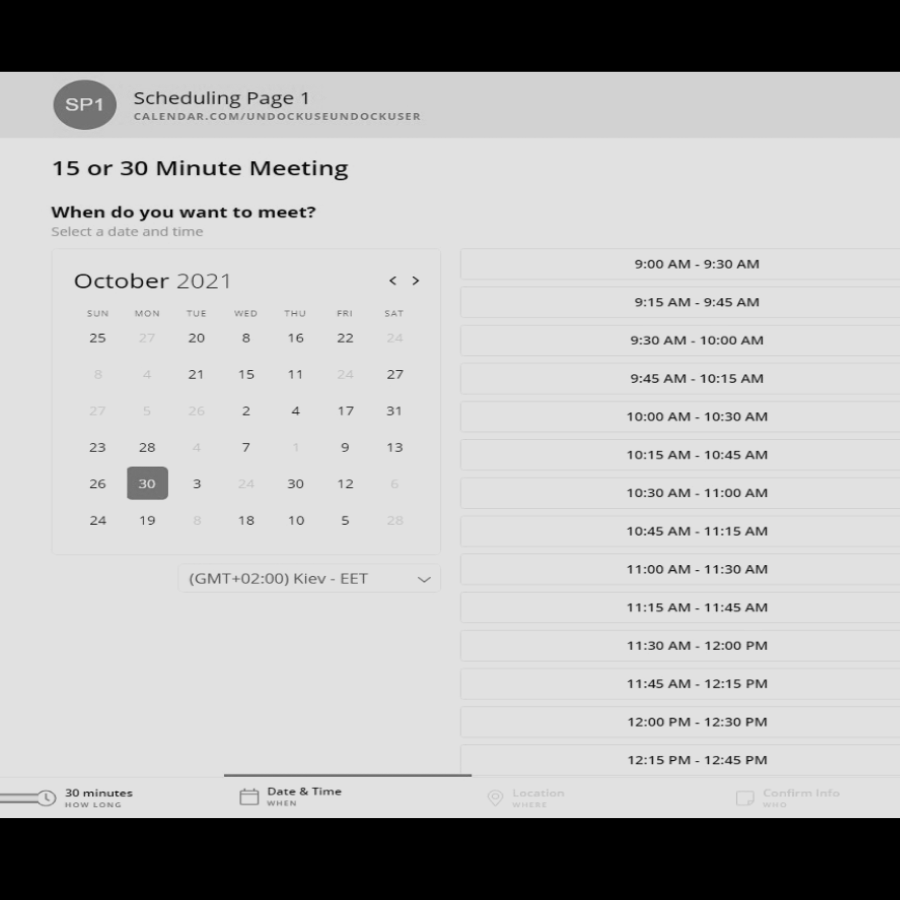 SP1
Scheduling Page 1
CALENDAR.COM/UNDOCKUSEUNDOCKUSER
15 or 30 Minute Meeting
When do you want to meet?
Select a date and time
October 2021 < >
SUN MON TUE WED THU FRI SAT
25 27 20 8 16 22 24
8 4 21 15 11 24 27
27 5 26 2 4 17 31
23 28 4 7 1 9 13
26 30 3 24 30 12 6
24 19 8 18 10 5 28
(GMT+02:00) Kiev - EET
9:00 AM - 9:30 AM
9:15 AM - 9:45 AM
9:30 AM - 10:00 AM
9:45 AM - 10:15 AM
10:00 AM - 10:30 AM
10:15 AM - 10:45 AM
10:30 AM - 11:00 AM
10:45 AM - 11:15 AM
11:00 AM - 11:30 AM
11:15 AM - 11:45 AM
11:30 AM - 12:00 PM
11:45 AM - 12:15 PM
12:00 PM - 12:30 PM
12:15 PM - 12:45 PM
30 minutes
HOW LONG
Date & Time
WHEN
Location
WHERE
Confirm Info
WHO